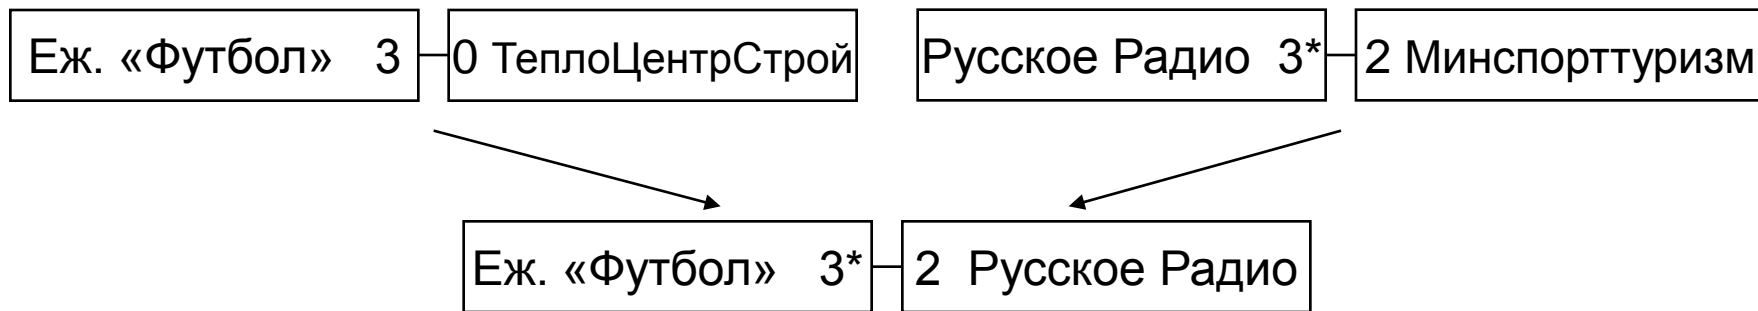 Еж. «Футбол» 3 0 ТеплоЦентрСтрой Русское Радио 3* 2 Минспорттуризм
Еж. «Футбол» 3* 2 Русское Радио